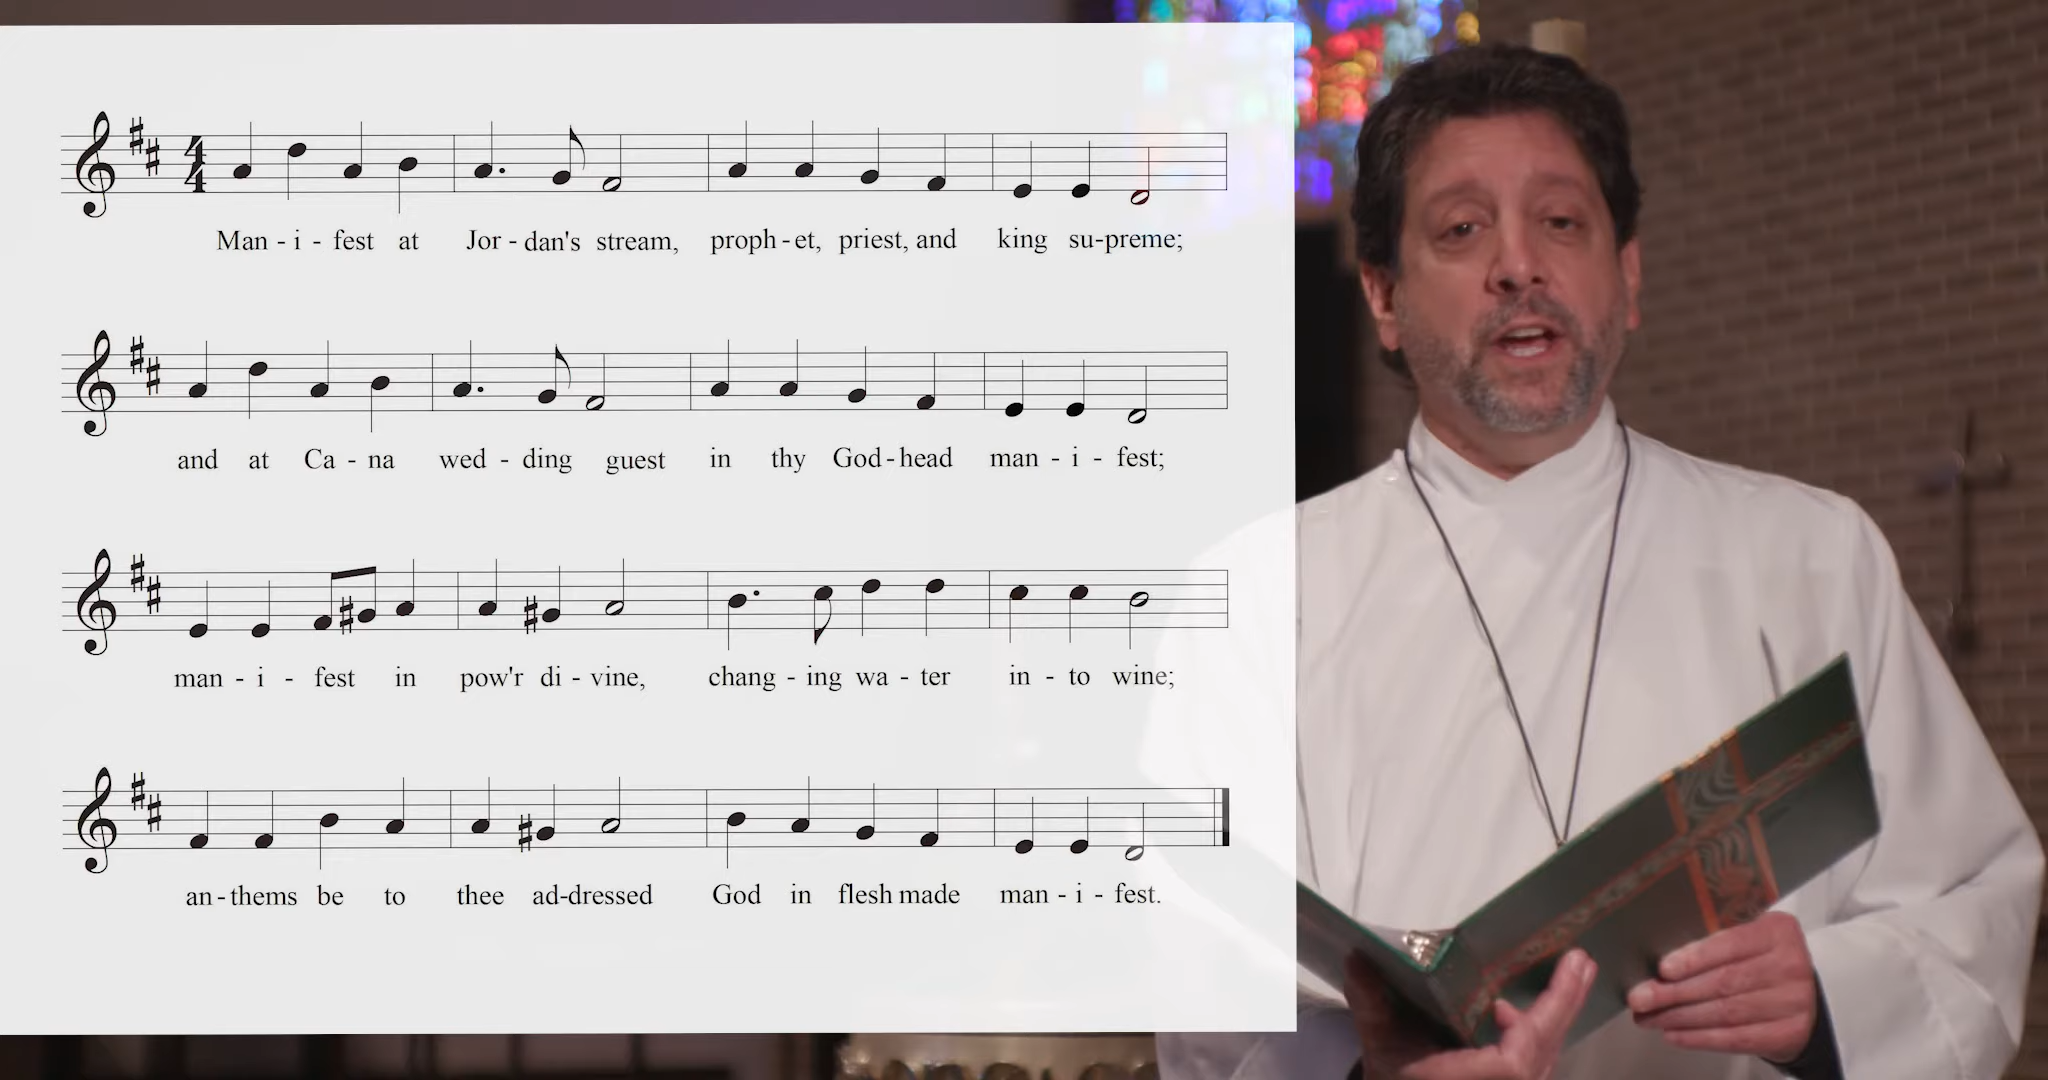 Man - i - fest at Jor - dan's stream, proph - et, priest, and king su-preme;
and at Ca - na wed - ding guest in thy God - head man - i - fest;
man - i - fest in pow'r di - vine, chang - ing wa - ter in - to wine;
an - thems be to thee ad-dressed God in flesh made man - i - fest.